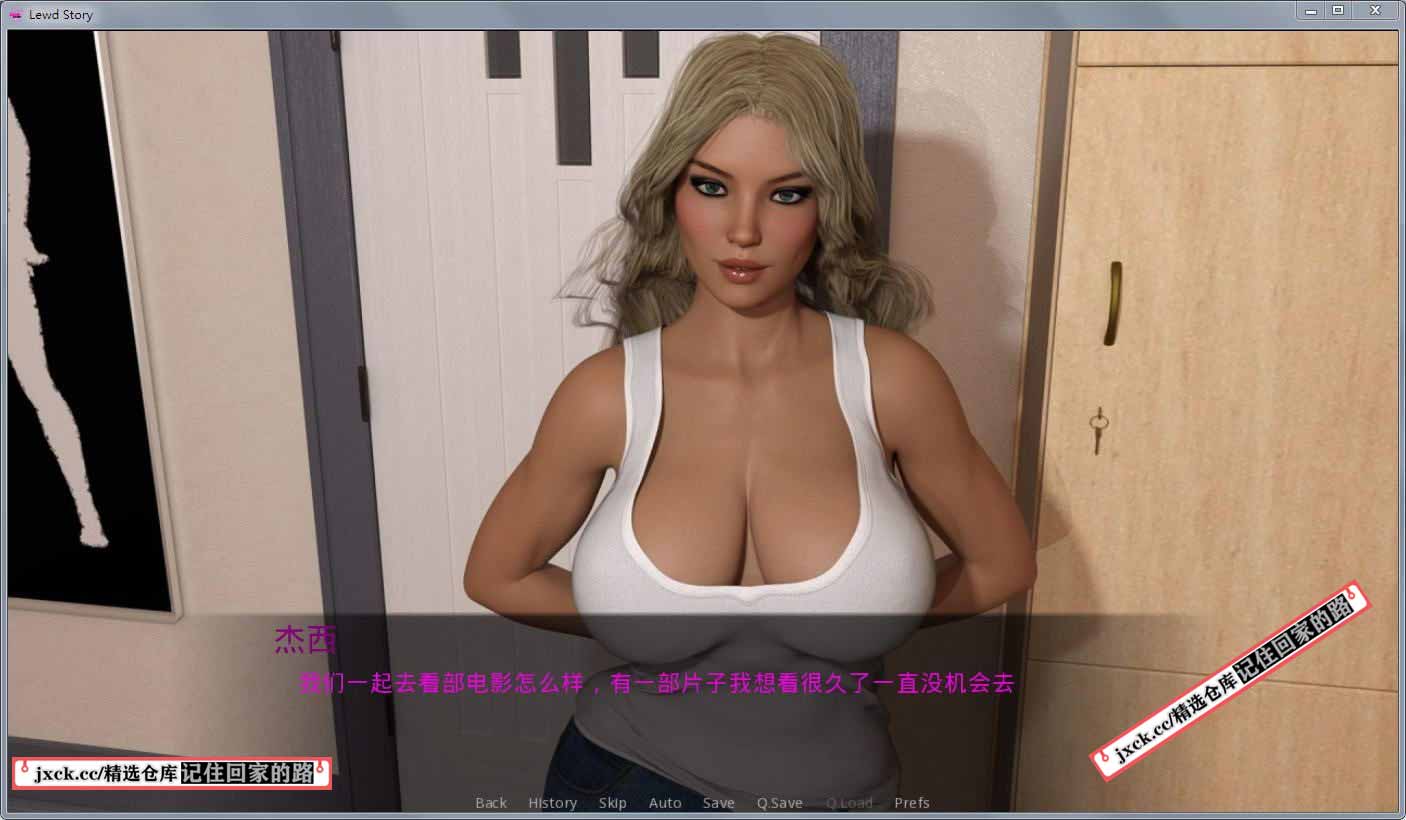 Lewd Story
杰西
我们一起去看部电影怎么样，有一部片子我想看很久了一直没机会去
jxck.cc/精选仓库 记住回家的路
jxck.cc/精选仓库 记住回家的路
Back History Skip Auto Save Q.Save Q.Load Prefs